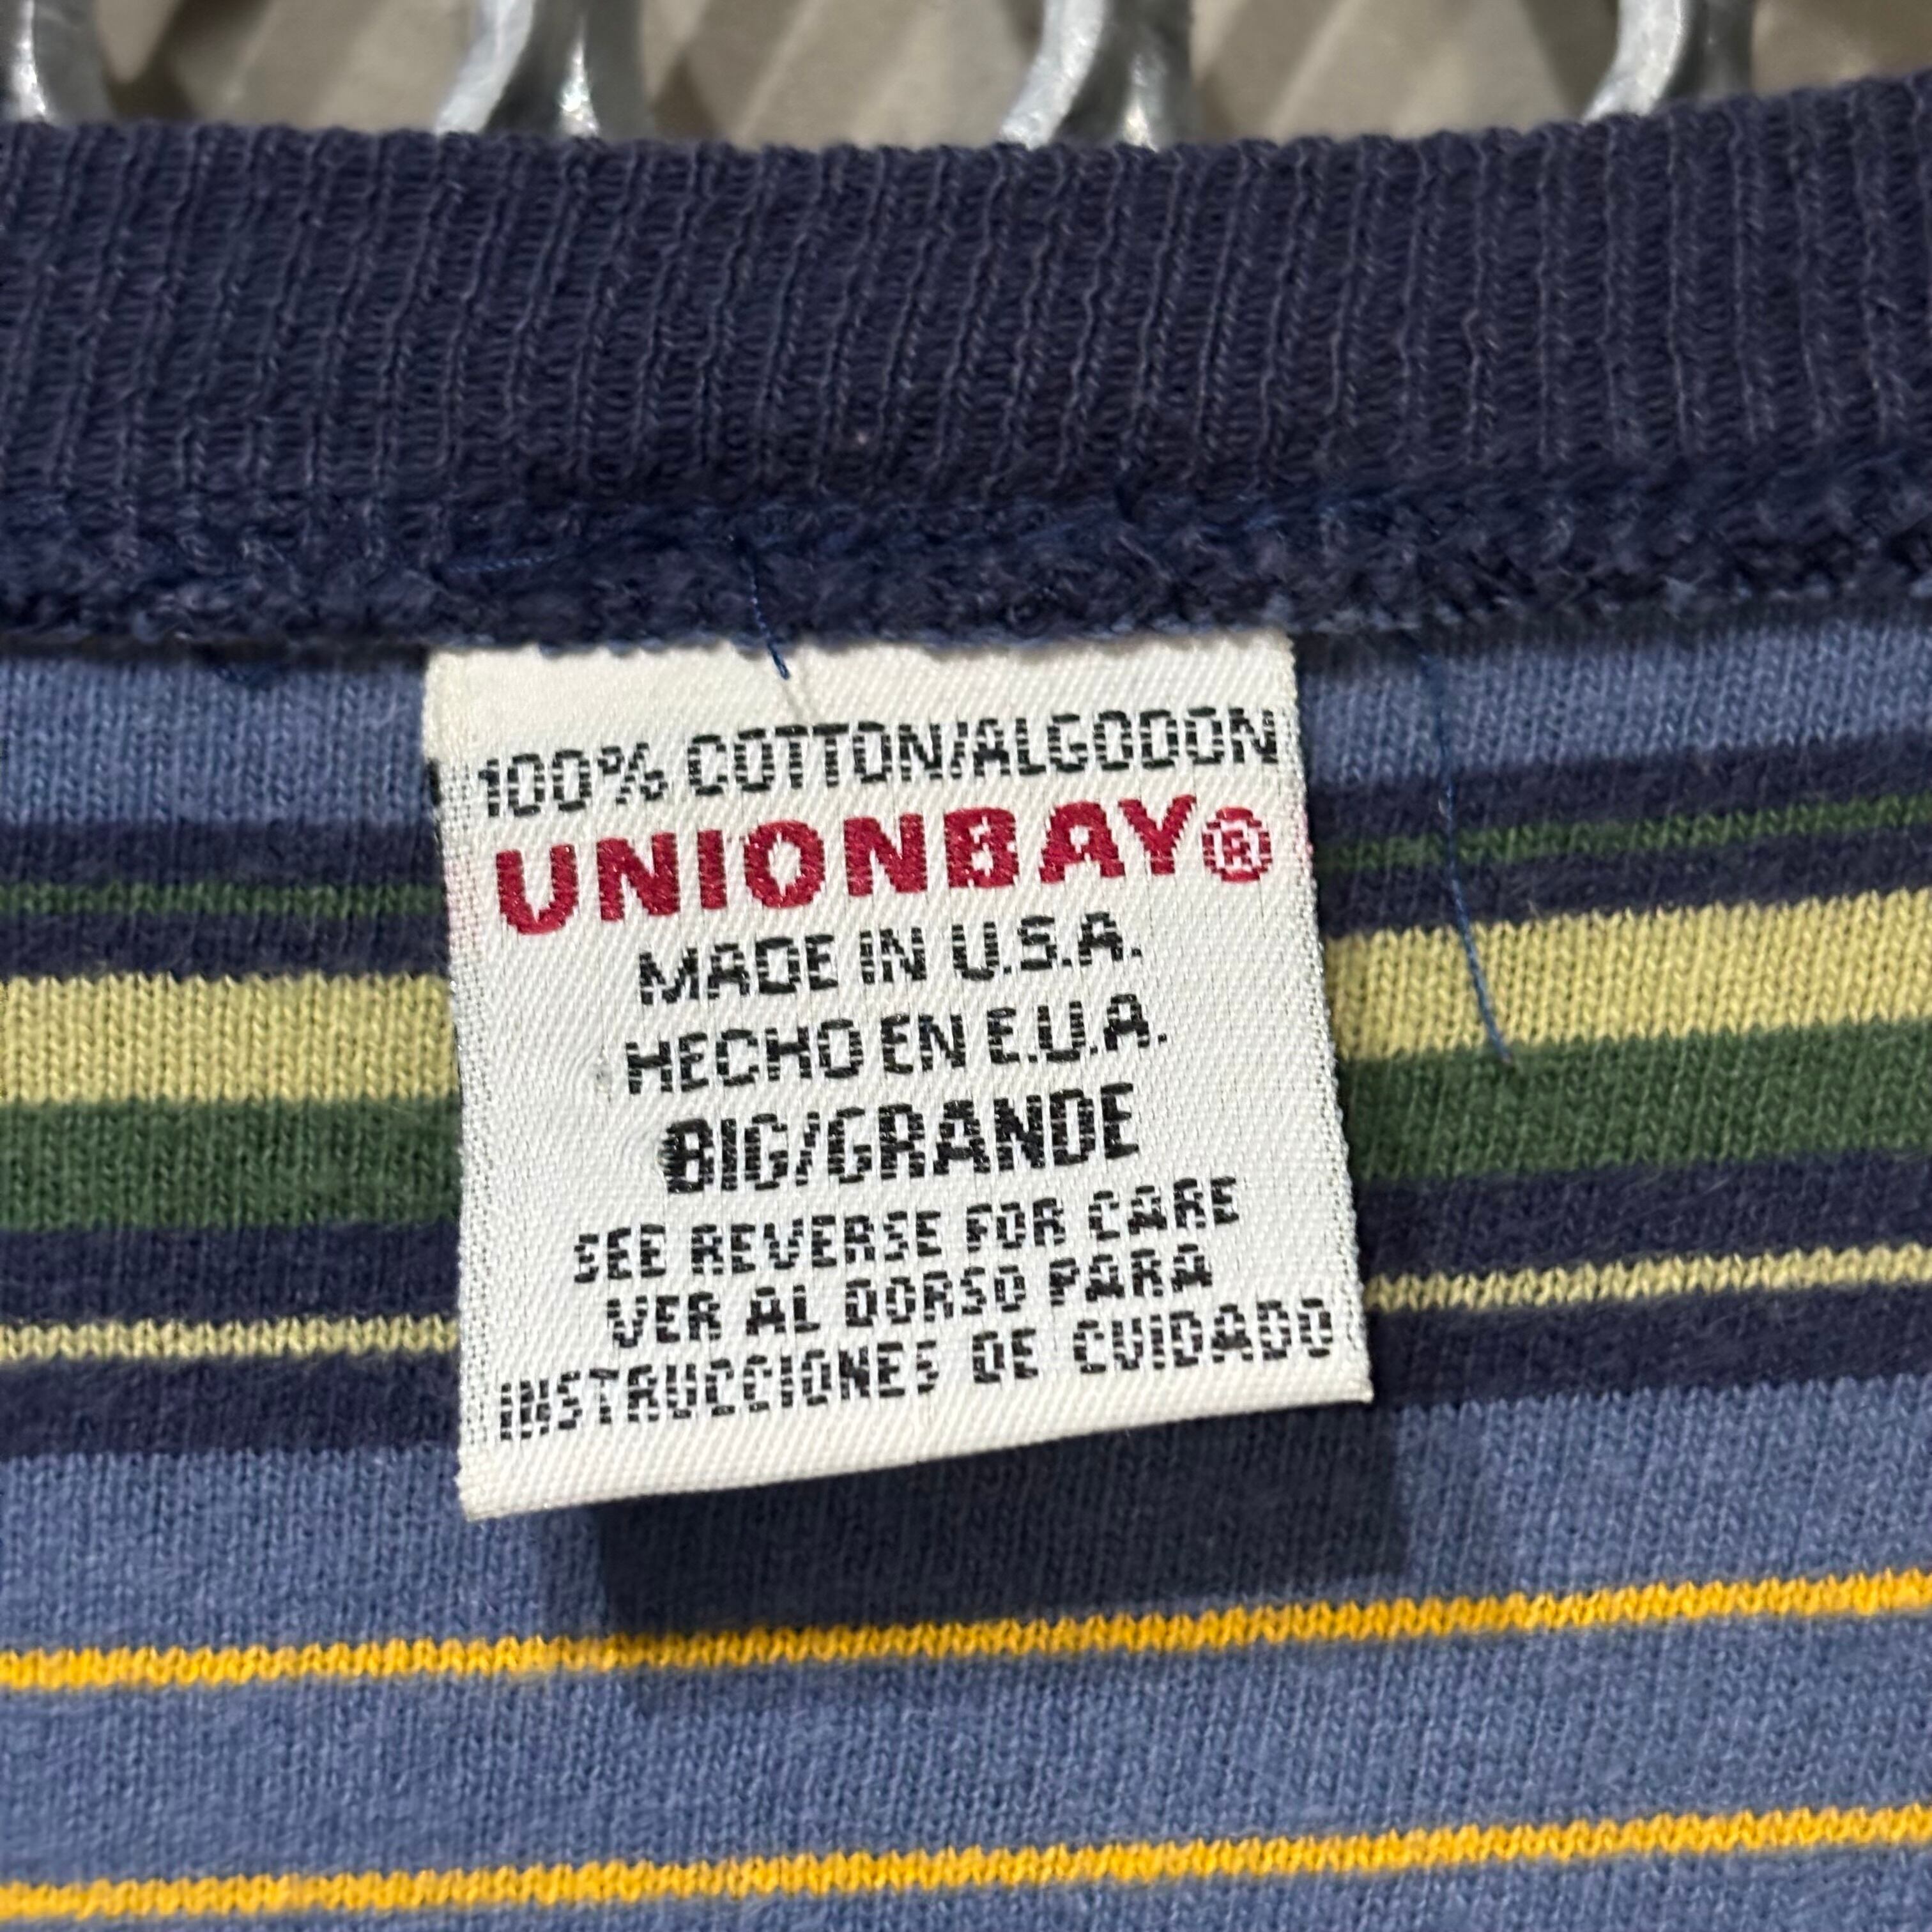 100% COTTON/ALGODON
UNIONBAY®
MADE IN U.S.A.
HECHO EN E.U.A.
BIG/GRANDE
SEE REVERSE FOR CARE
VER AL DORSO PARA
INSTRUCCIONES DE CUIDADO